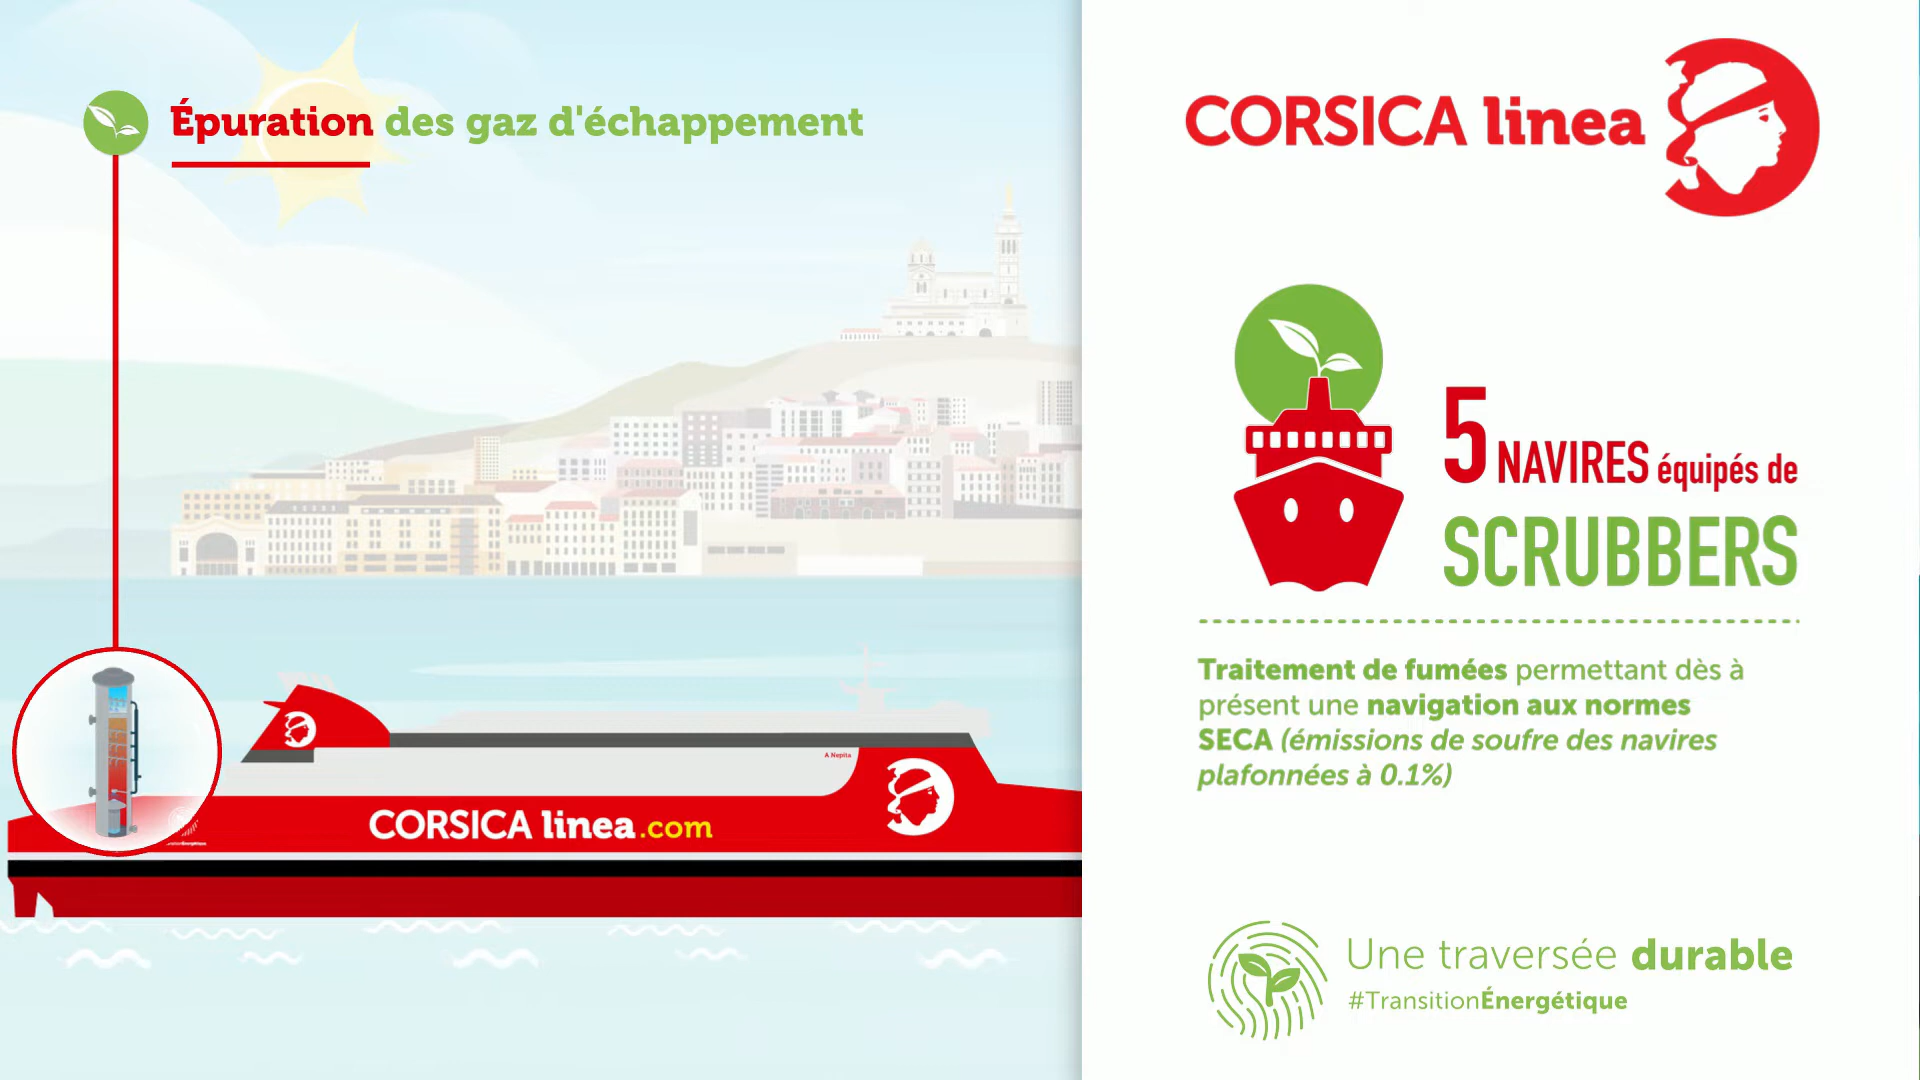 Épuration des gaz d'échappement
A Nepita
CORSICA linea.com
CORSICA linea
5 NAVIRES équipés de
SCRUBBERS
Traitement de fumées permettant dès à
présent une navigation aux normes
SECA (émissions de soufre des navires
plafonnées à 0.1%)
Une traversée durable
#TransitionÉnergétique